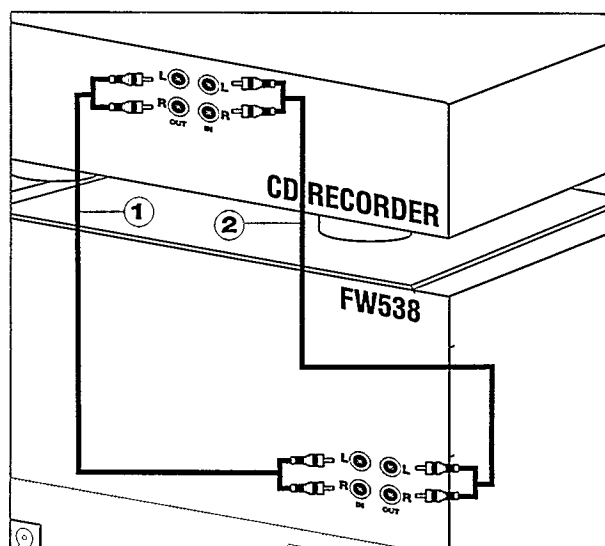 L L
R R
OUT IN
CD RECORDER
1 2
FW538
L L
R R
IN OUT